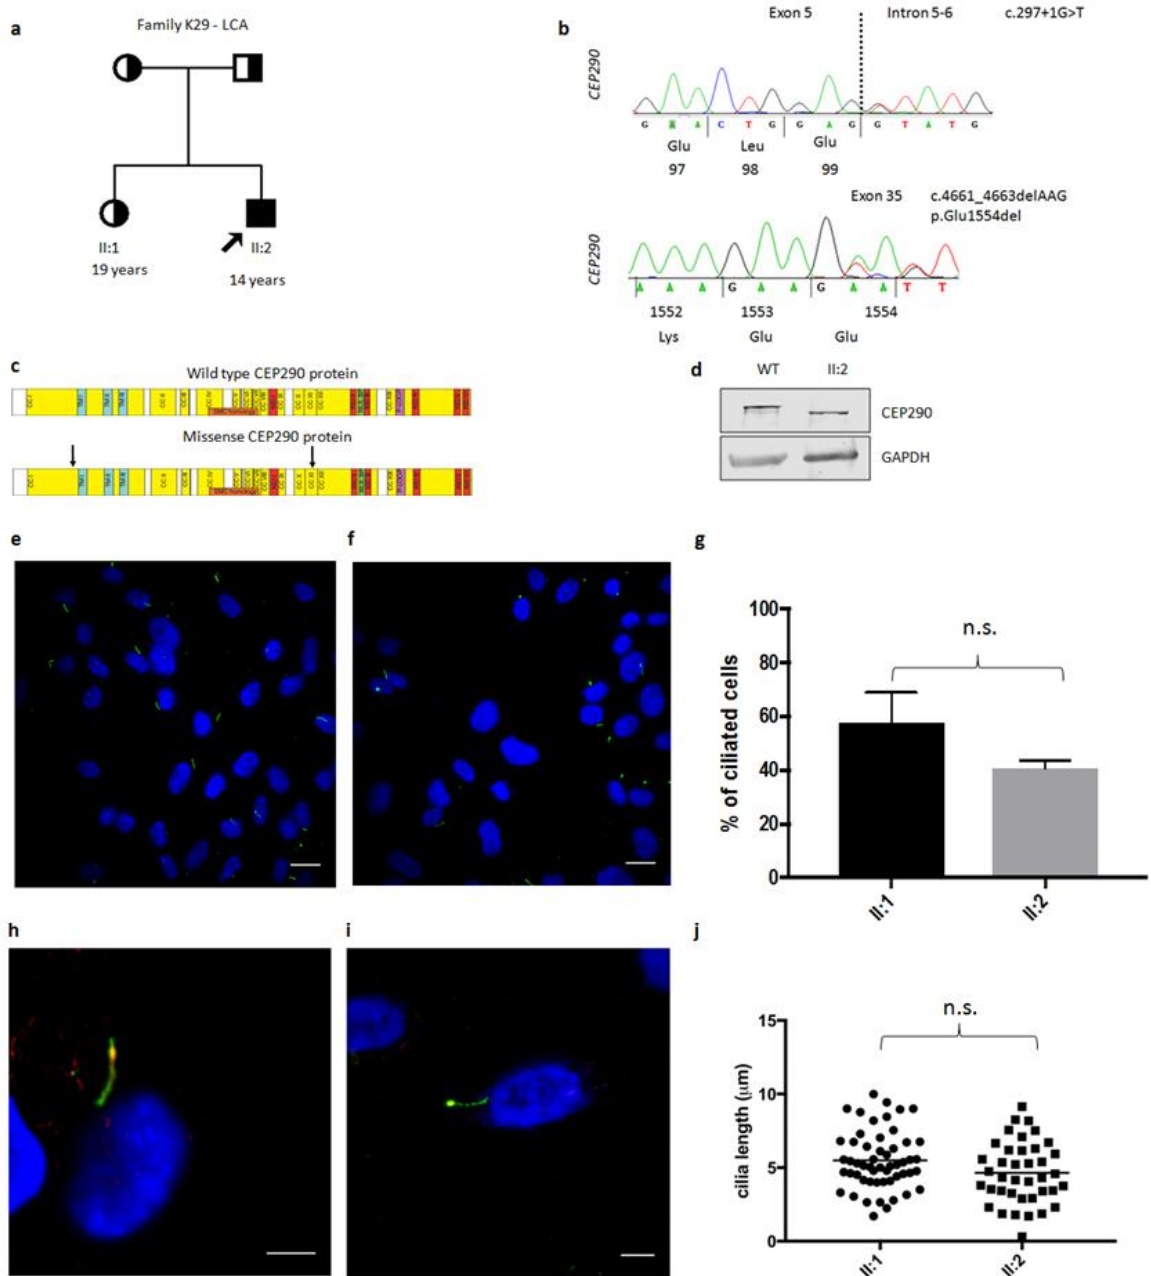 a
Family K29 - LCA
II:1
19 years
II:2
14 years
b
Exon 5
Intron 5-6
c.297+1G>T
CEP290
G A A C T G G A G G T A T G
Glu
Leu
Glu
97
98
99
Exon 35
c.4661_4663delAAG
p.Glu1554del
CEP290
A A A G A A G A A T T
1552
1553
1554
Lys
Glu
Glu
c
Wild type CEP290 protein
Missense CEP290 protein
d
WT
II:2
CEP290
GAPDH
e
f
g
100
80
60
40
20
0
% of ciliated cells
n.s.
II:1
II:2
h
i
j
15
10
5
0
cilia length (μm)
n.s.
II:1
II:2